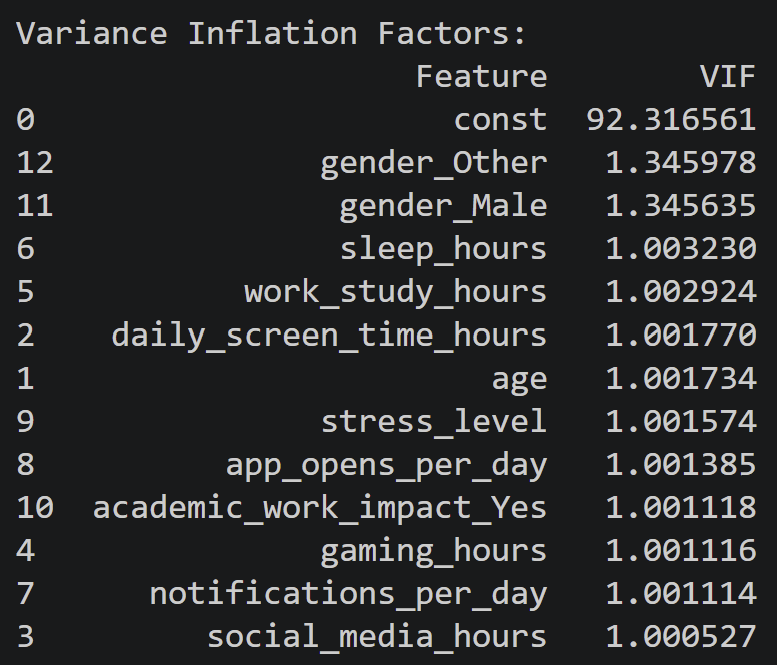 Variance Inflation Factors:
Feature VIF
0 const 92.316561
12 gender_Other 1.345978
11 gender_Male 1.345635
6 sleep_hours 1.003230
5 work_study_hours 1.002924
2 daily_screen_time_hours 1.001770
1 age 1.001734
9 stress_level 1.001574
8 app_opens_per_day 1.001385
10 academic_work_impact_Yes 1.001118
4 gaming_hours 1.001116
7 notifications_per_day 1.001114
3 social_media_hours 1.000527